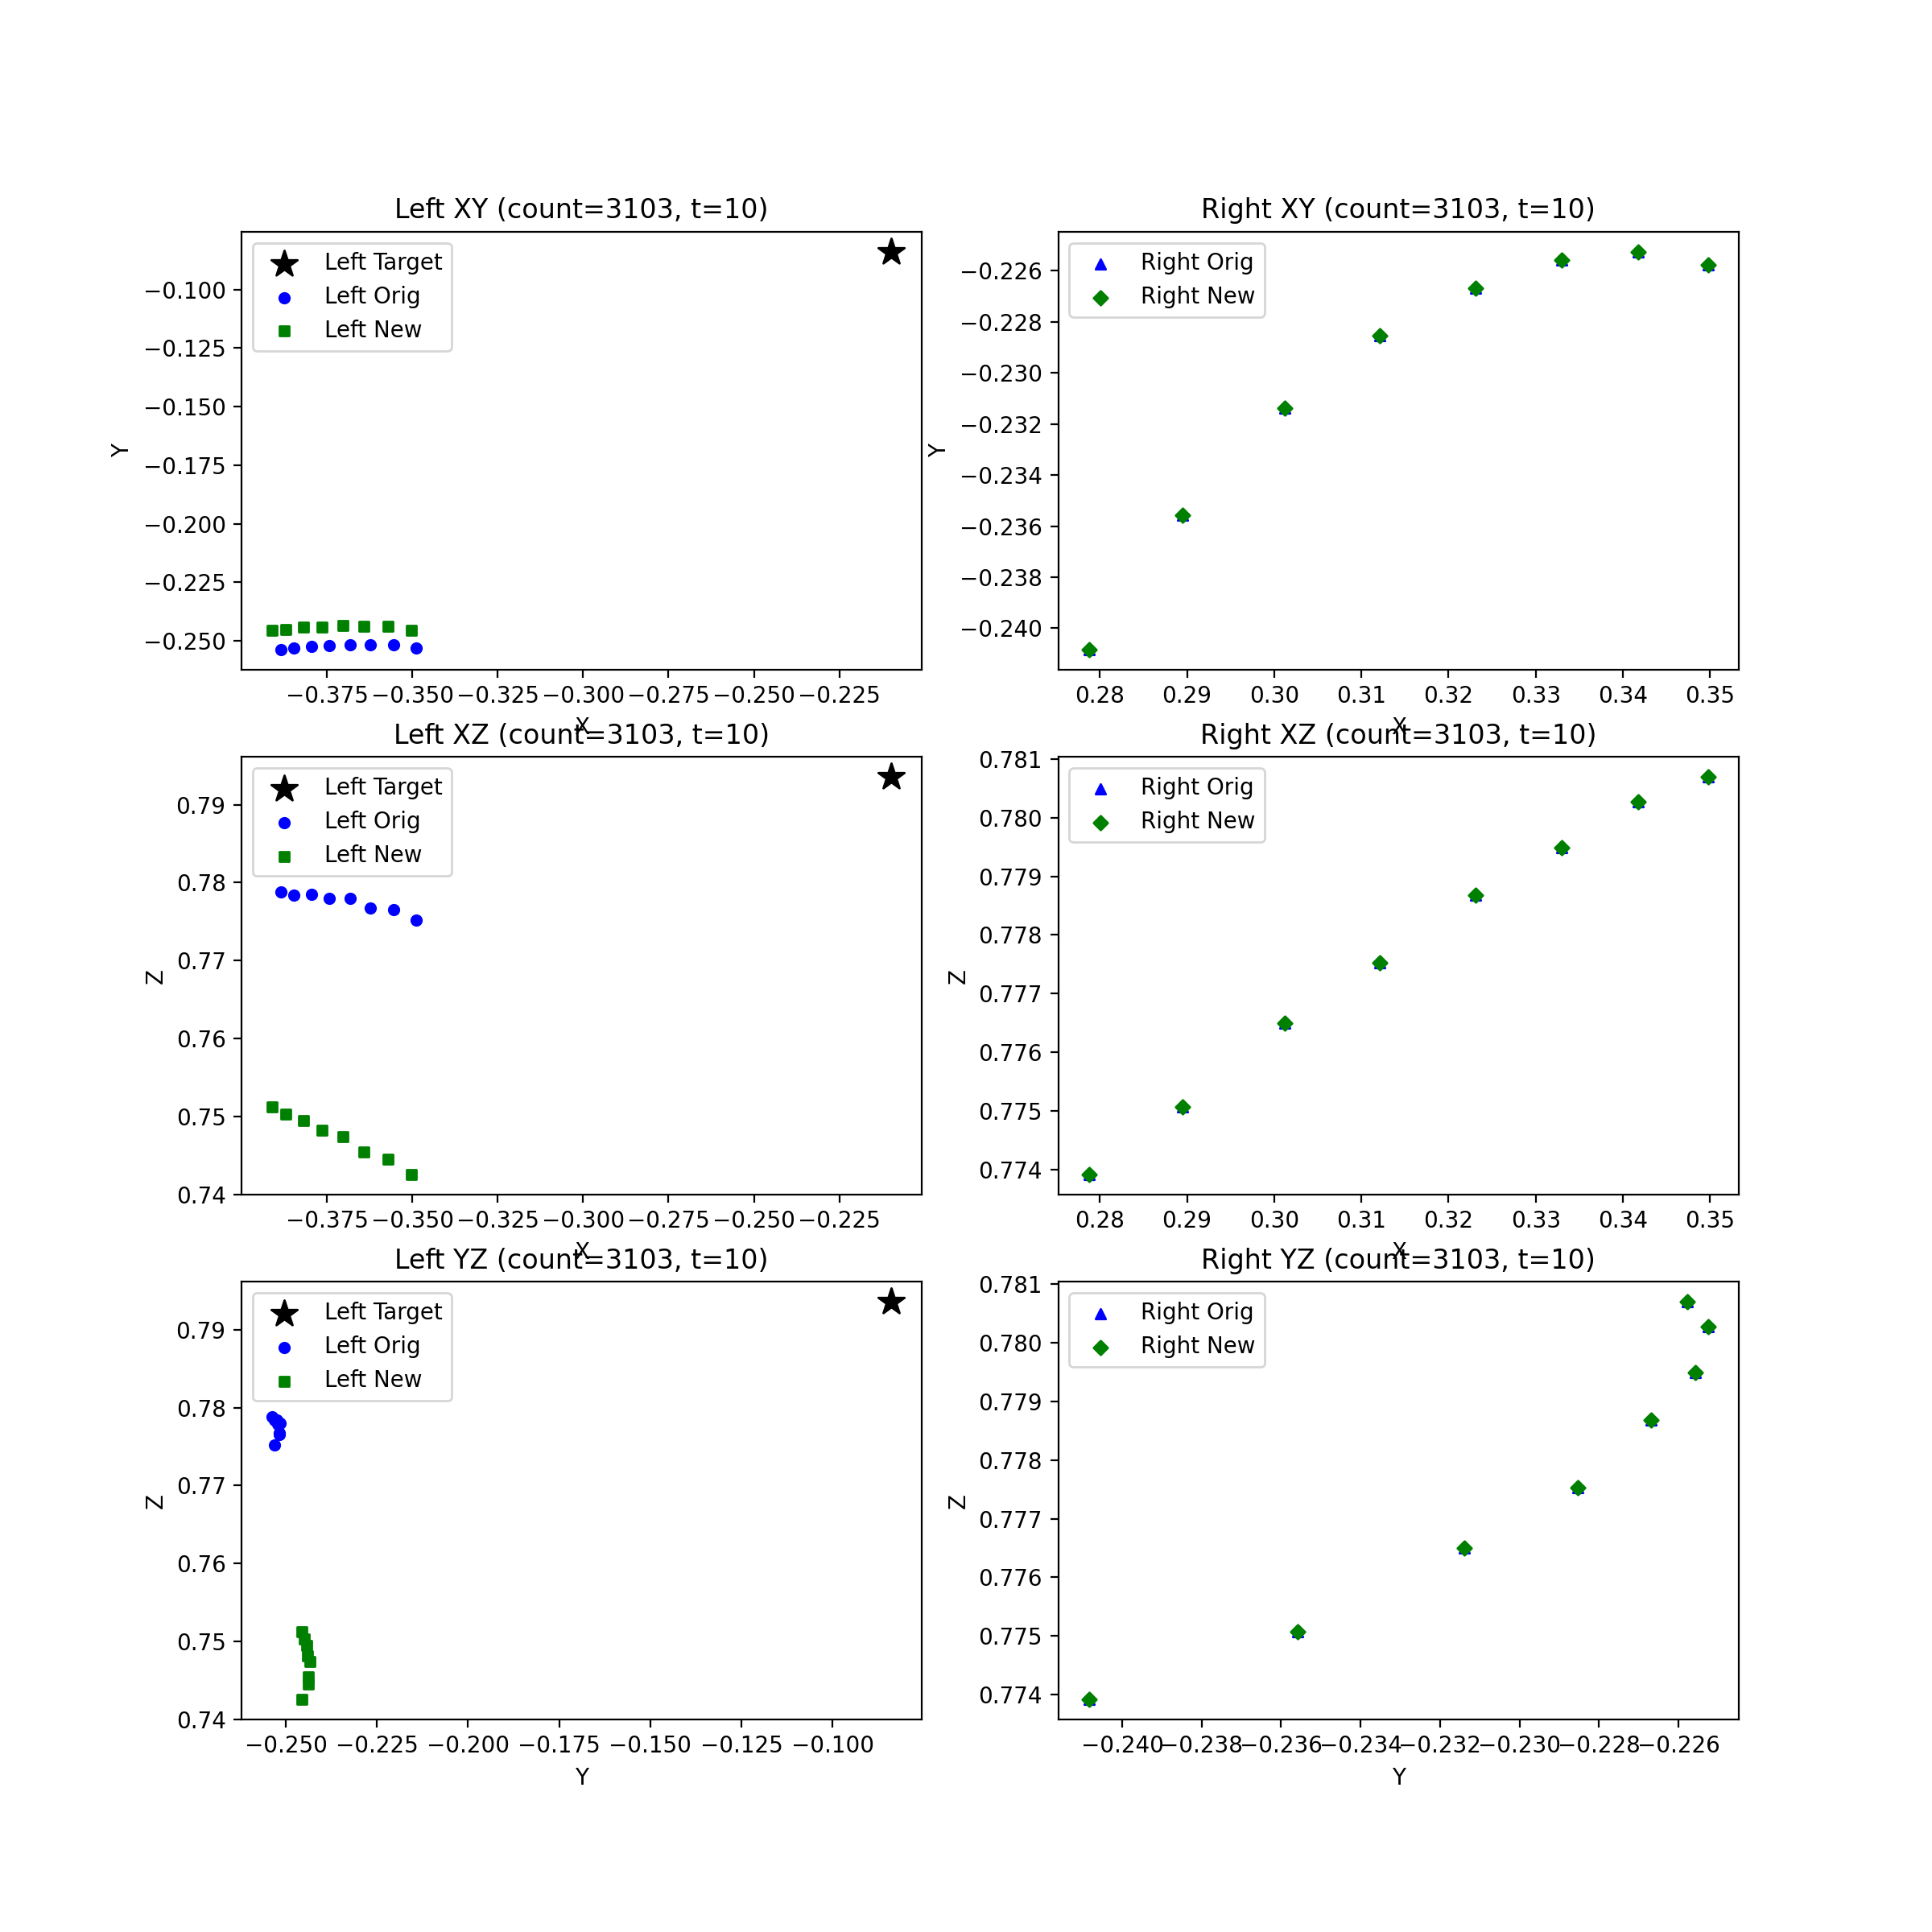 Left XY (count=3103, t=10)
Left Target
Left Orig
Left New
−0.100
−0.125
−0.150
−0.175
−0.200
−0.225
−0.250
Y
−0.375 −0.350 −0.325 −0.300 −0.275 −0.250 −0.225
X
Right XY (count=3103, t=10)
Right Orig
Right New
−0.226
−0.228
−0.230
−0.232
−0.234
−0.236
−0.238
−0.240
Y
0.28 0.29 0.30 0.31 0.32 0.33 0.34 0.35
X
Left XZ (count=3103, t=10)
Left Target
Left Orig
Left New
0.79
0.78
0.77
0.76
0.75
0.74
Z
−0.375 −0.350 −0.325 −0.300 −0.275 −0.250 −0.225
X
Right XZ (count=3103, t=10)
Right Orig
Right New
0.781
0.780
0.779
0.778
0.777
0.776
0.775
0.774
Z
0.28 0.29 0.30 0.31 0.32 0.33 0.34 0.35
X
Left YZ (count=3103, t=10)
Left Target
Left Orig
Left New
0.79
0.78
0.77
0.76
0.75
0.74
Z
−0.250 −0.225 −0.200 −0.175 −0.150 −0.125 −0.100
Y
Right YZ (count=3103, t=10)
Right Orig
Right New
0.781
0.780
0.779
0.778
0.777
0.776
0.775
0.774
Z
−0.240 −0.238 −0.236 −0.234 −0.232 −0.230 −0.228 −0.226
Y